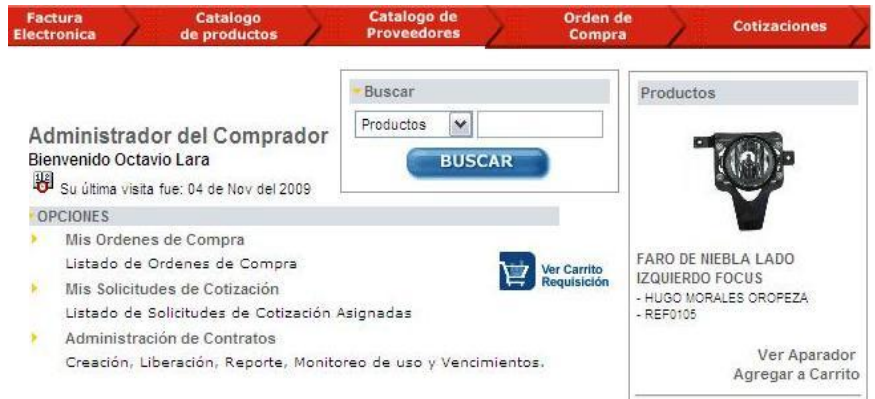 Factura
Electronica
Catalogo
de productos
Catalogo de
Proveedores
Orden de
Compra
Cotizaciones
Buscar
Productos
BUSCAR
Administrador del Comprador
Bienvenido Octavio Lara
Su última visita fue: 04 de Nov del 2009
OPCIONES
Mis Ordenes de Compra
Listado de Ordenes de Compra
Mis Solicitudes de Cotización
Listado de Solicitudes de Cotización Asignadas
Administración de Contratos
Creación, Liberación, Reporte, Monitoreo de uso y Vencimientos.
Ver Carrito
Requisición
Productos
FARO DE NIEBLA LADO
IZQUIERDO FOCUS
- HUGO MORALES OROPEZA
- REF0105
Ver Aparador
Agregar a Carrito